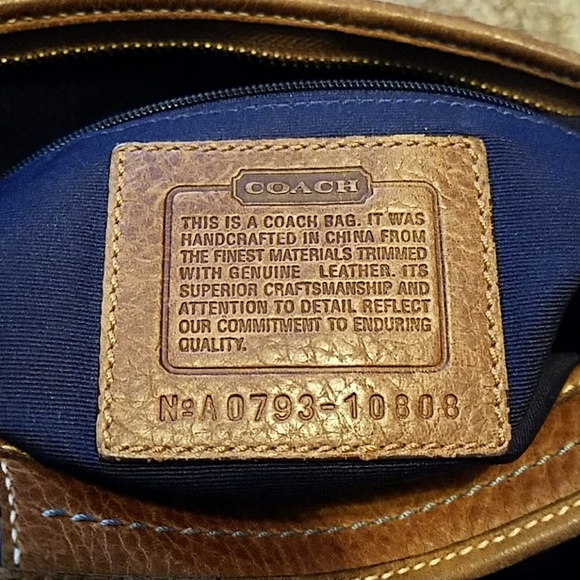 COACH
THIS IS A COACH BAG. IT WAS
HANDCRAFTED IN CHINA FROM
THE FINEST MATERIALS TRIMMED
WITH GENUINE LEATHER. ITS
SUPERIOR CRAFTSMANSHIP AND
ATTENTION TO DETAIL REFLECT
OUR COMMITMENT TO ENDURING
QUALITY.
NºA0793-10808